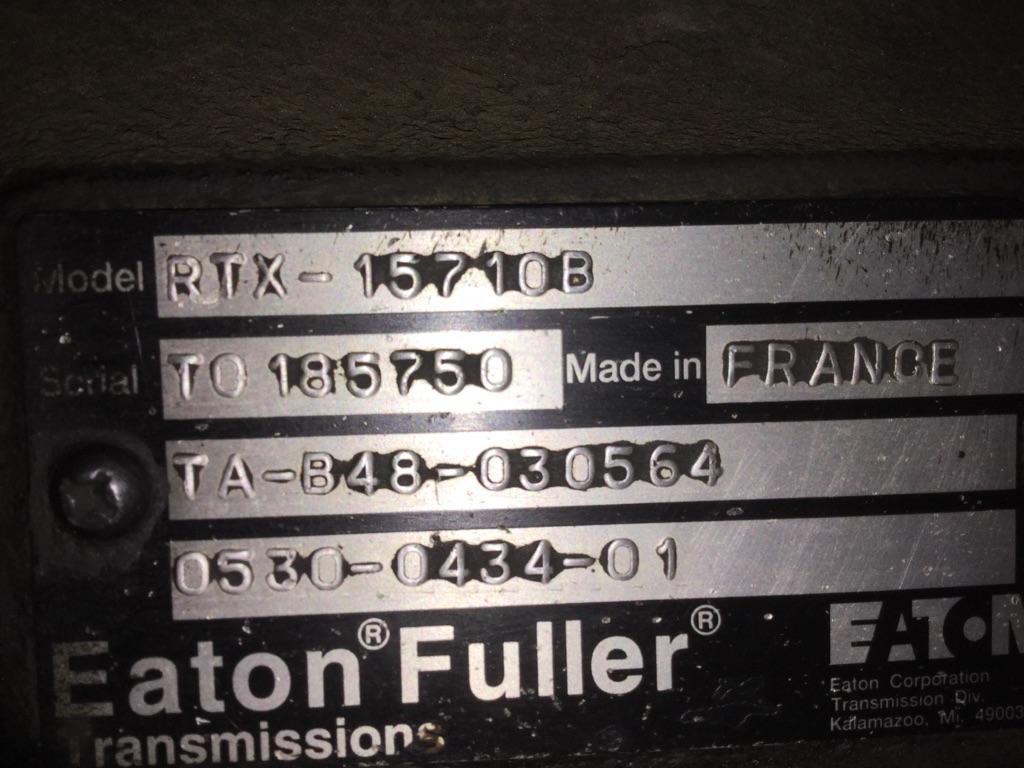 Model RTX-15710B
Serial TO 185750 Made in FRANCE
TA-B48-030564
0530-0434-01
Eaton® Fuller®
Transmissions
EATON
Eaton Corporation
Transmission Div.
Kalamazoo, Mi. 49003